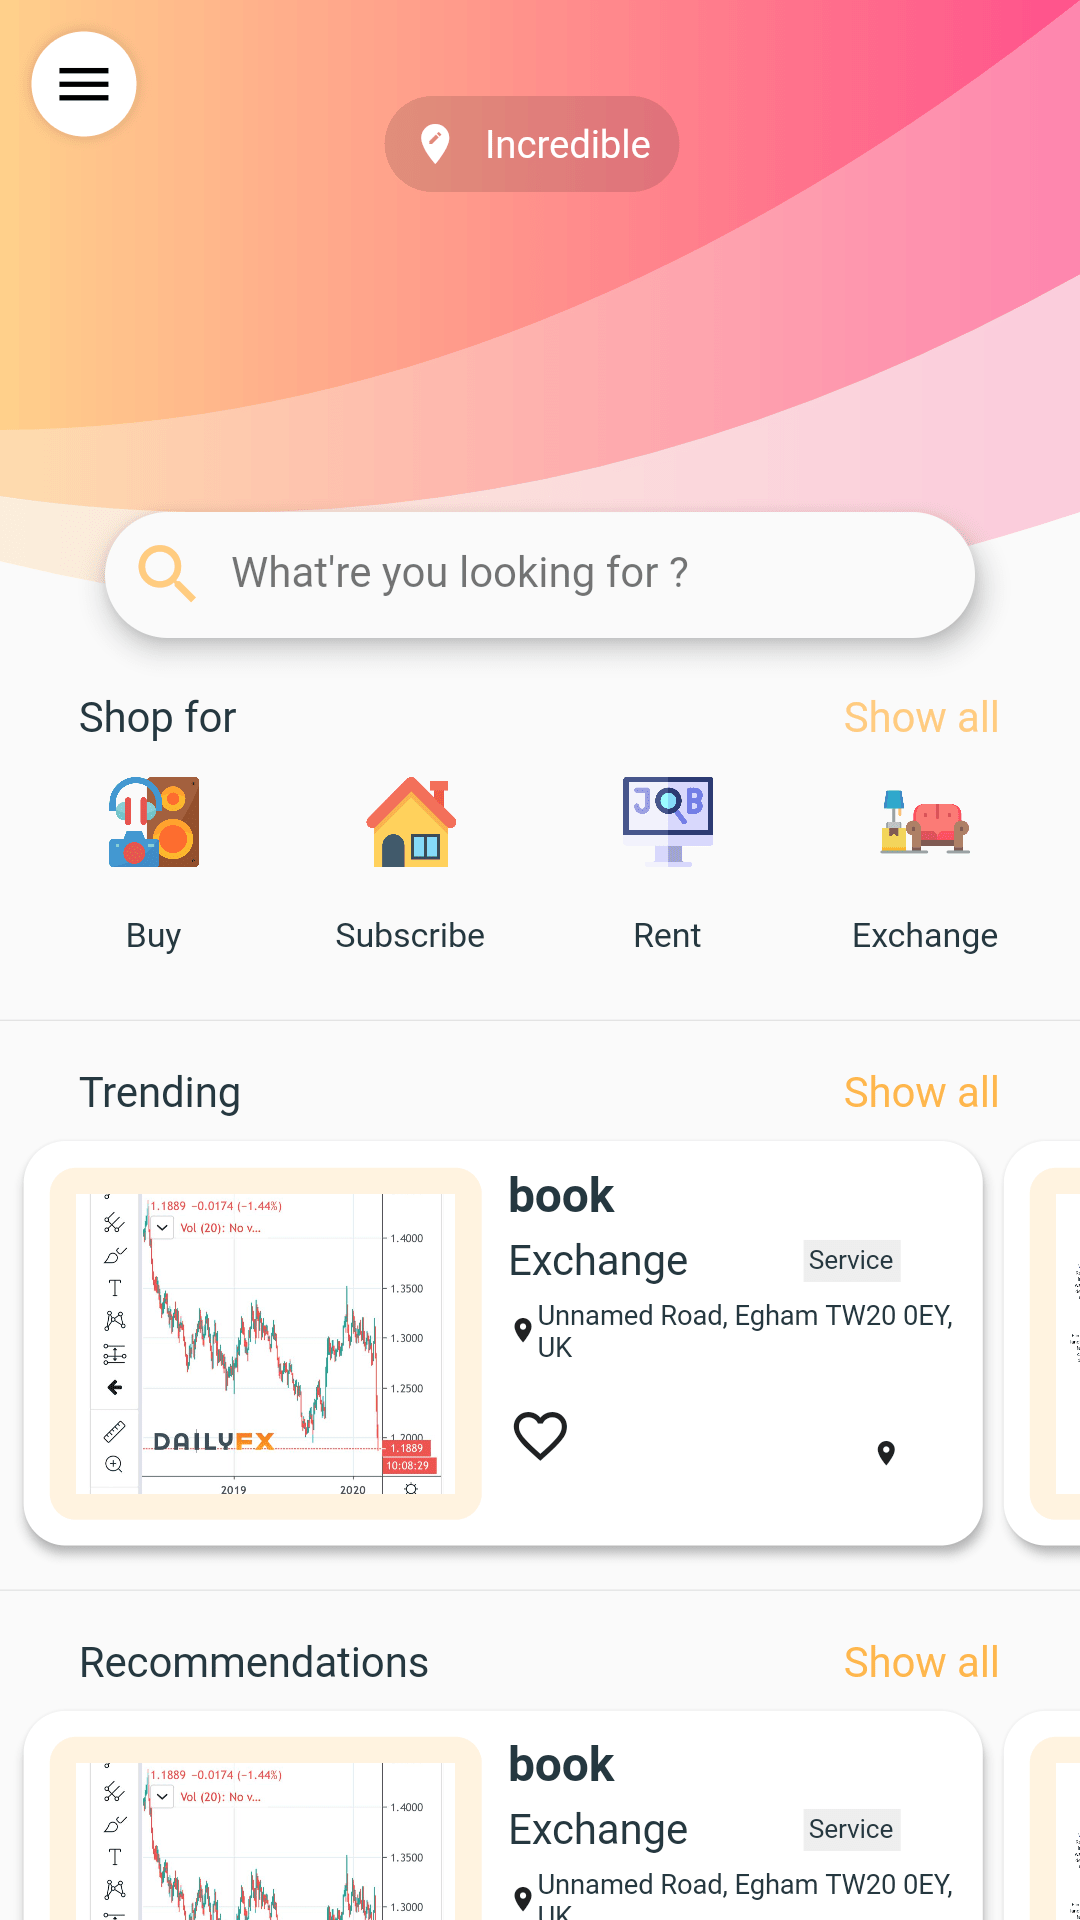 Incredible
What're you looking for ?
Shop for
Show all
JOB
Buy
Subscribe
Rent
Exchange
Trending
Show all
1.1889 −0.0174 (−1.44%)
Vol (20): No v...
1.4000
1.3500
1.3000
1.2500
1.2000
1.1889
10:08:29
DAILYFX
2019
2020
book
Exchange
Service
Unnamed Road, Egham TW20 0EY,
UK
Recommendations
Show all
1.1889 −0.0174 (−1.44%)
Vol (20): No v...
1.4000
1.3500
1.3000
book
Exchange
Service
Unnamed Road, Egham TW20 0EY,
UK